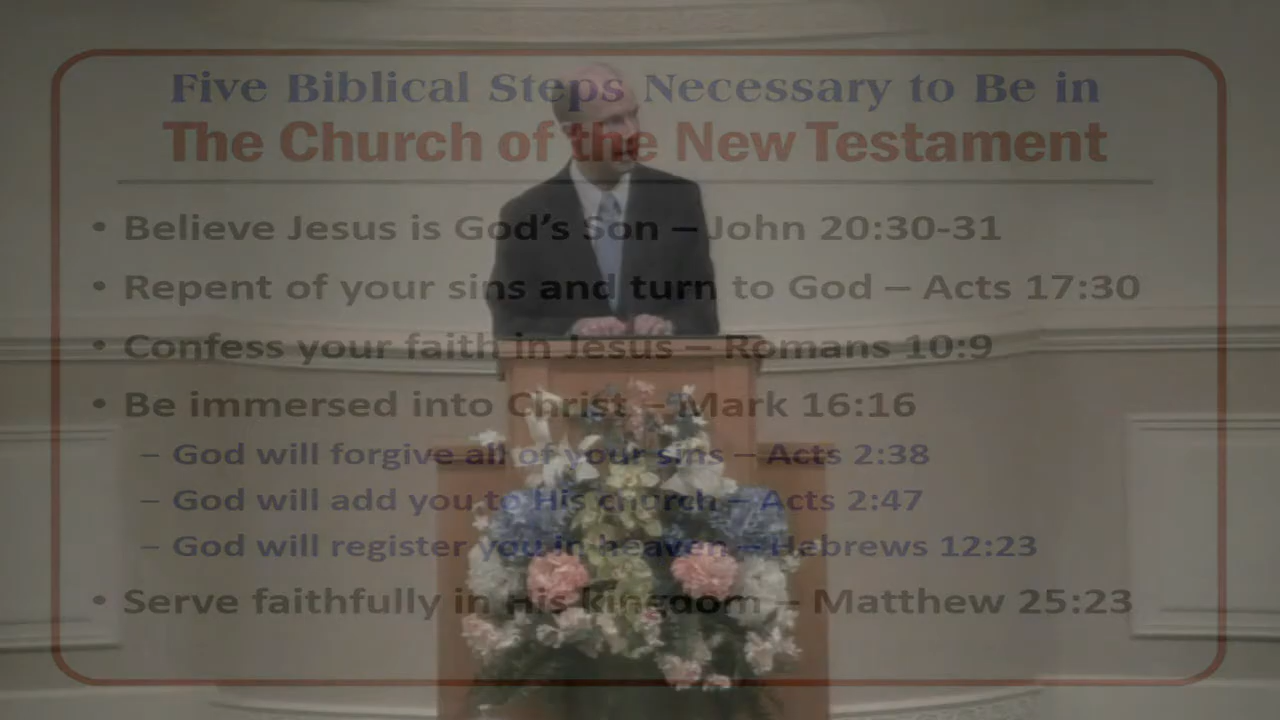 Five Biblical Steps Necessary to Be in
The Church of the New Testament
• Believe Jesus is God's Son – John 20:30-31
• Repent of your sins and turn to God – Acts 17:30
• Confess your faith in Jesus – Romans 10:9
• Be immersed into Christ – Mark 16:16
– God will forgive all of your sins – Acts 2:38
– God will add you to His church – Acts 2:47
– God will register you in heaven – Hebrews 12:23
• Serve faithfully in His kingdom – Matthew 25:23